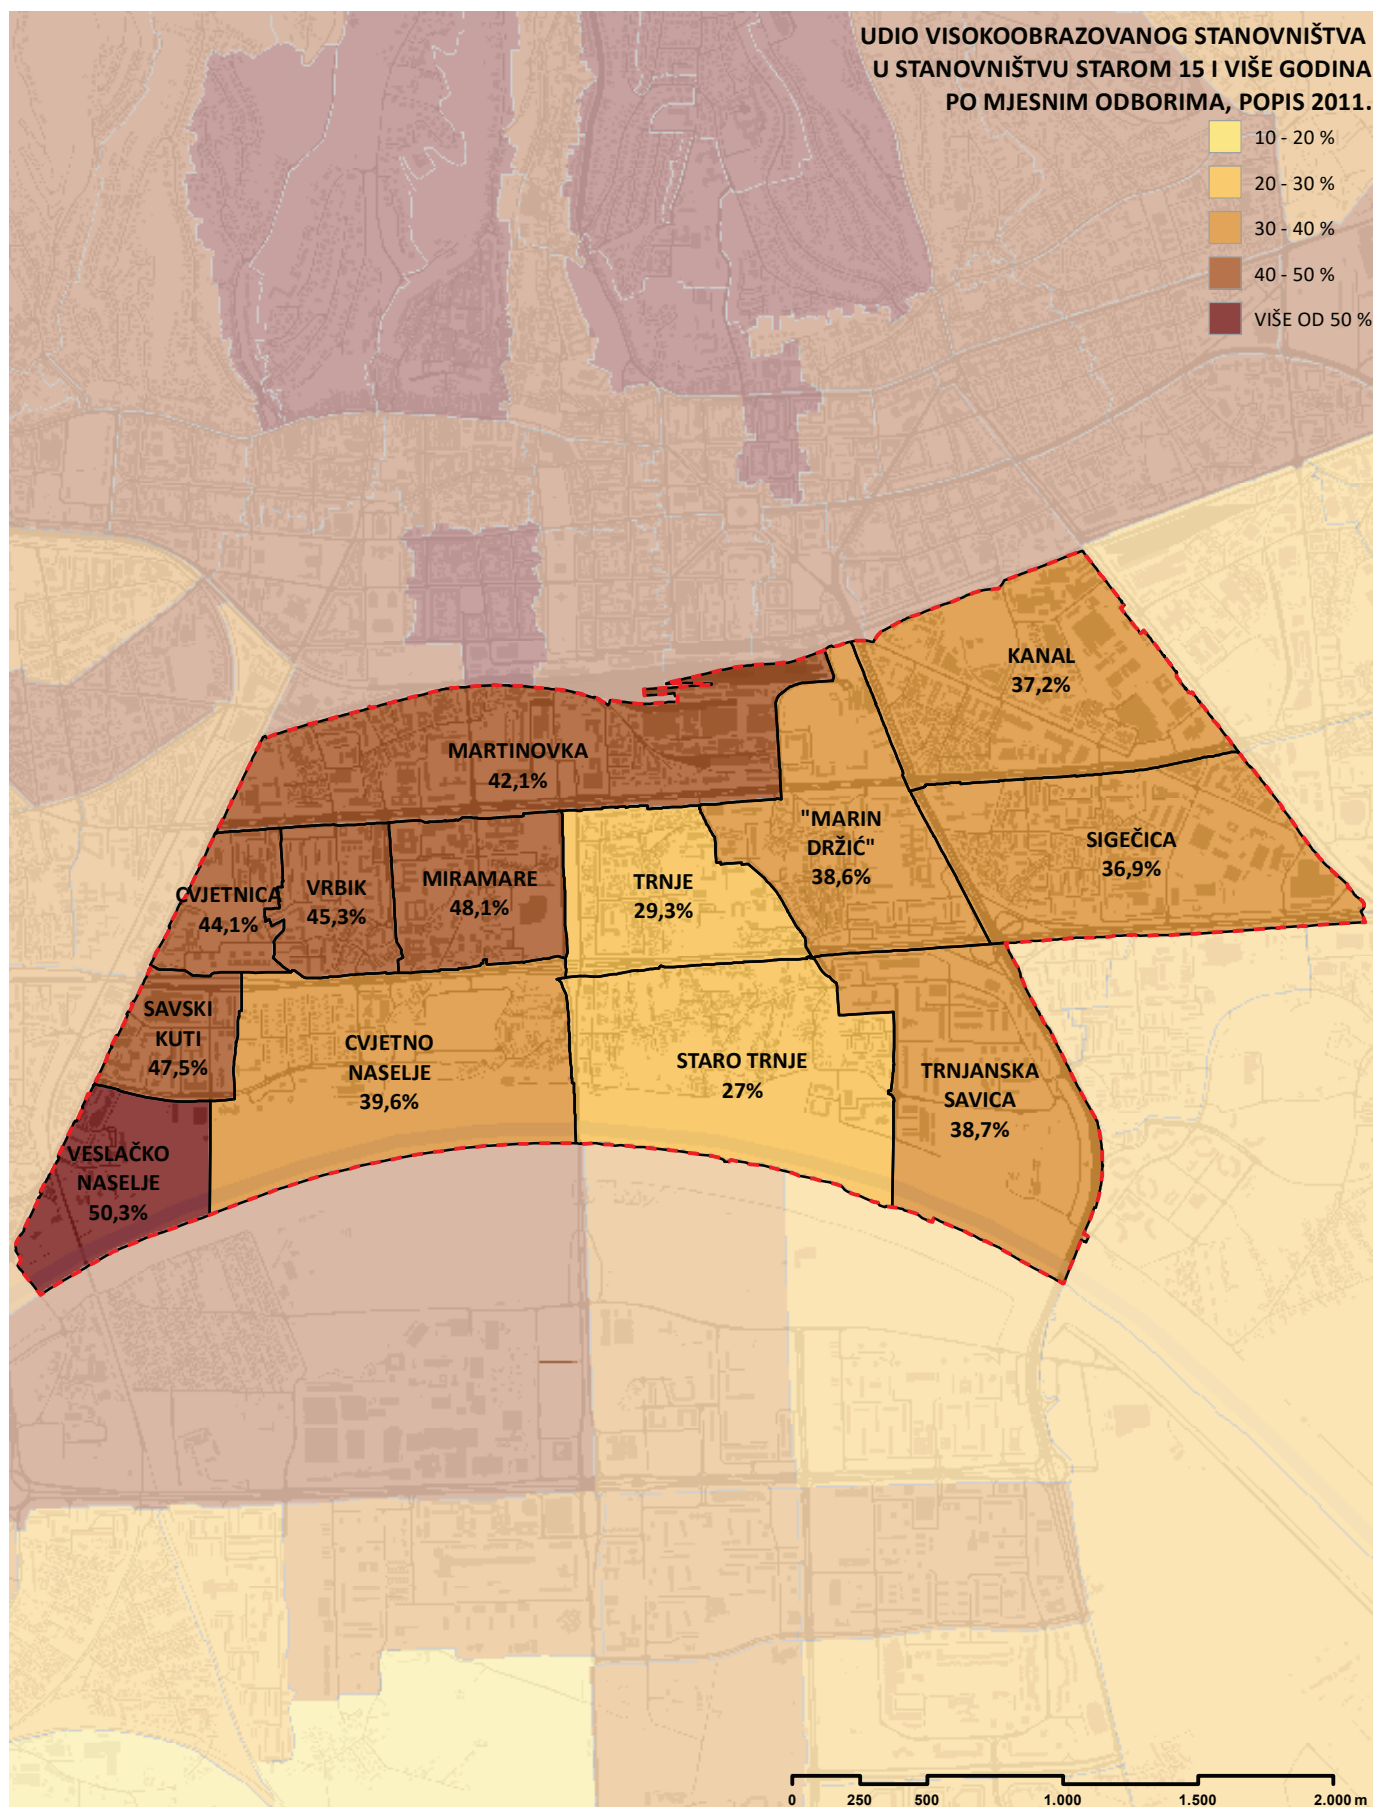 UDIO VISOKOOBRAZOVANOG STANOVNIŠTVA
U STANOVNIŠTVU STAROM 15 I VIŠE GODINA
PO MJESNIM ODBORIMA, POPIS 2011.
10 - 20 %
20 - 30 %
30 - 40 %
40 - 50 %
VIŠE OD 50 %
KANAL
37,2%
MARTINOVKA
42,1%
"MARIN
DRŽIĆ"
38,6%
SIGEČICA
36,9%
CVJETNICA
44,1%
VRBIK
45,3%
MIRAMARE
48,1%
TRNJE
29,3%
SAVSKI
KUTI
47,5%
CVJETNO
NASELJE
39,6%
STARO TRNJE
27%
TRNJANSKA
SAVICA
38,7%
VESLAČKO
NASELJE
50,3%
0 250 500 1.000 1.500 2.000 m